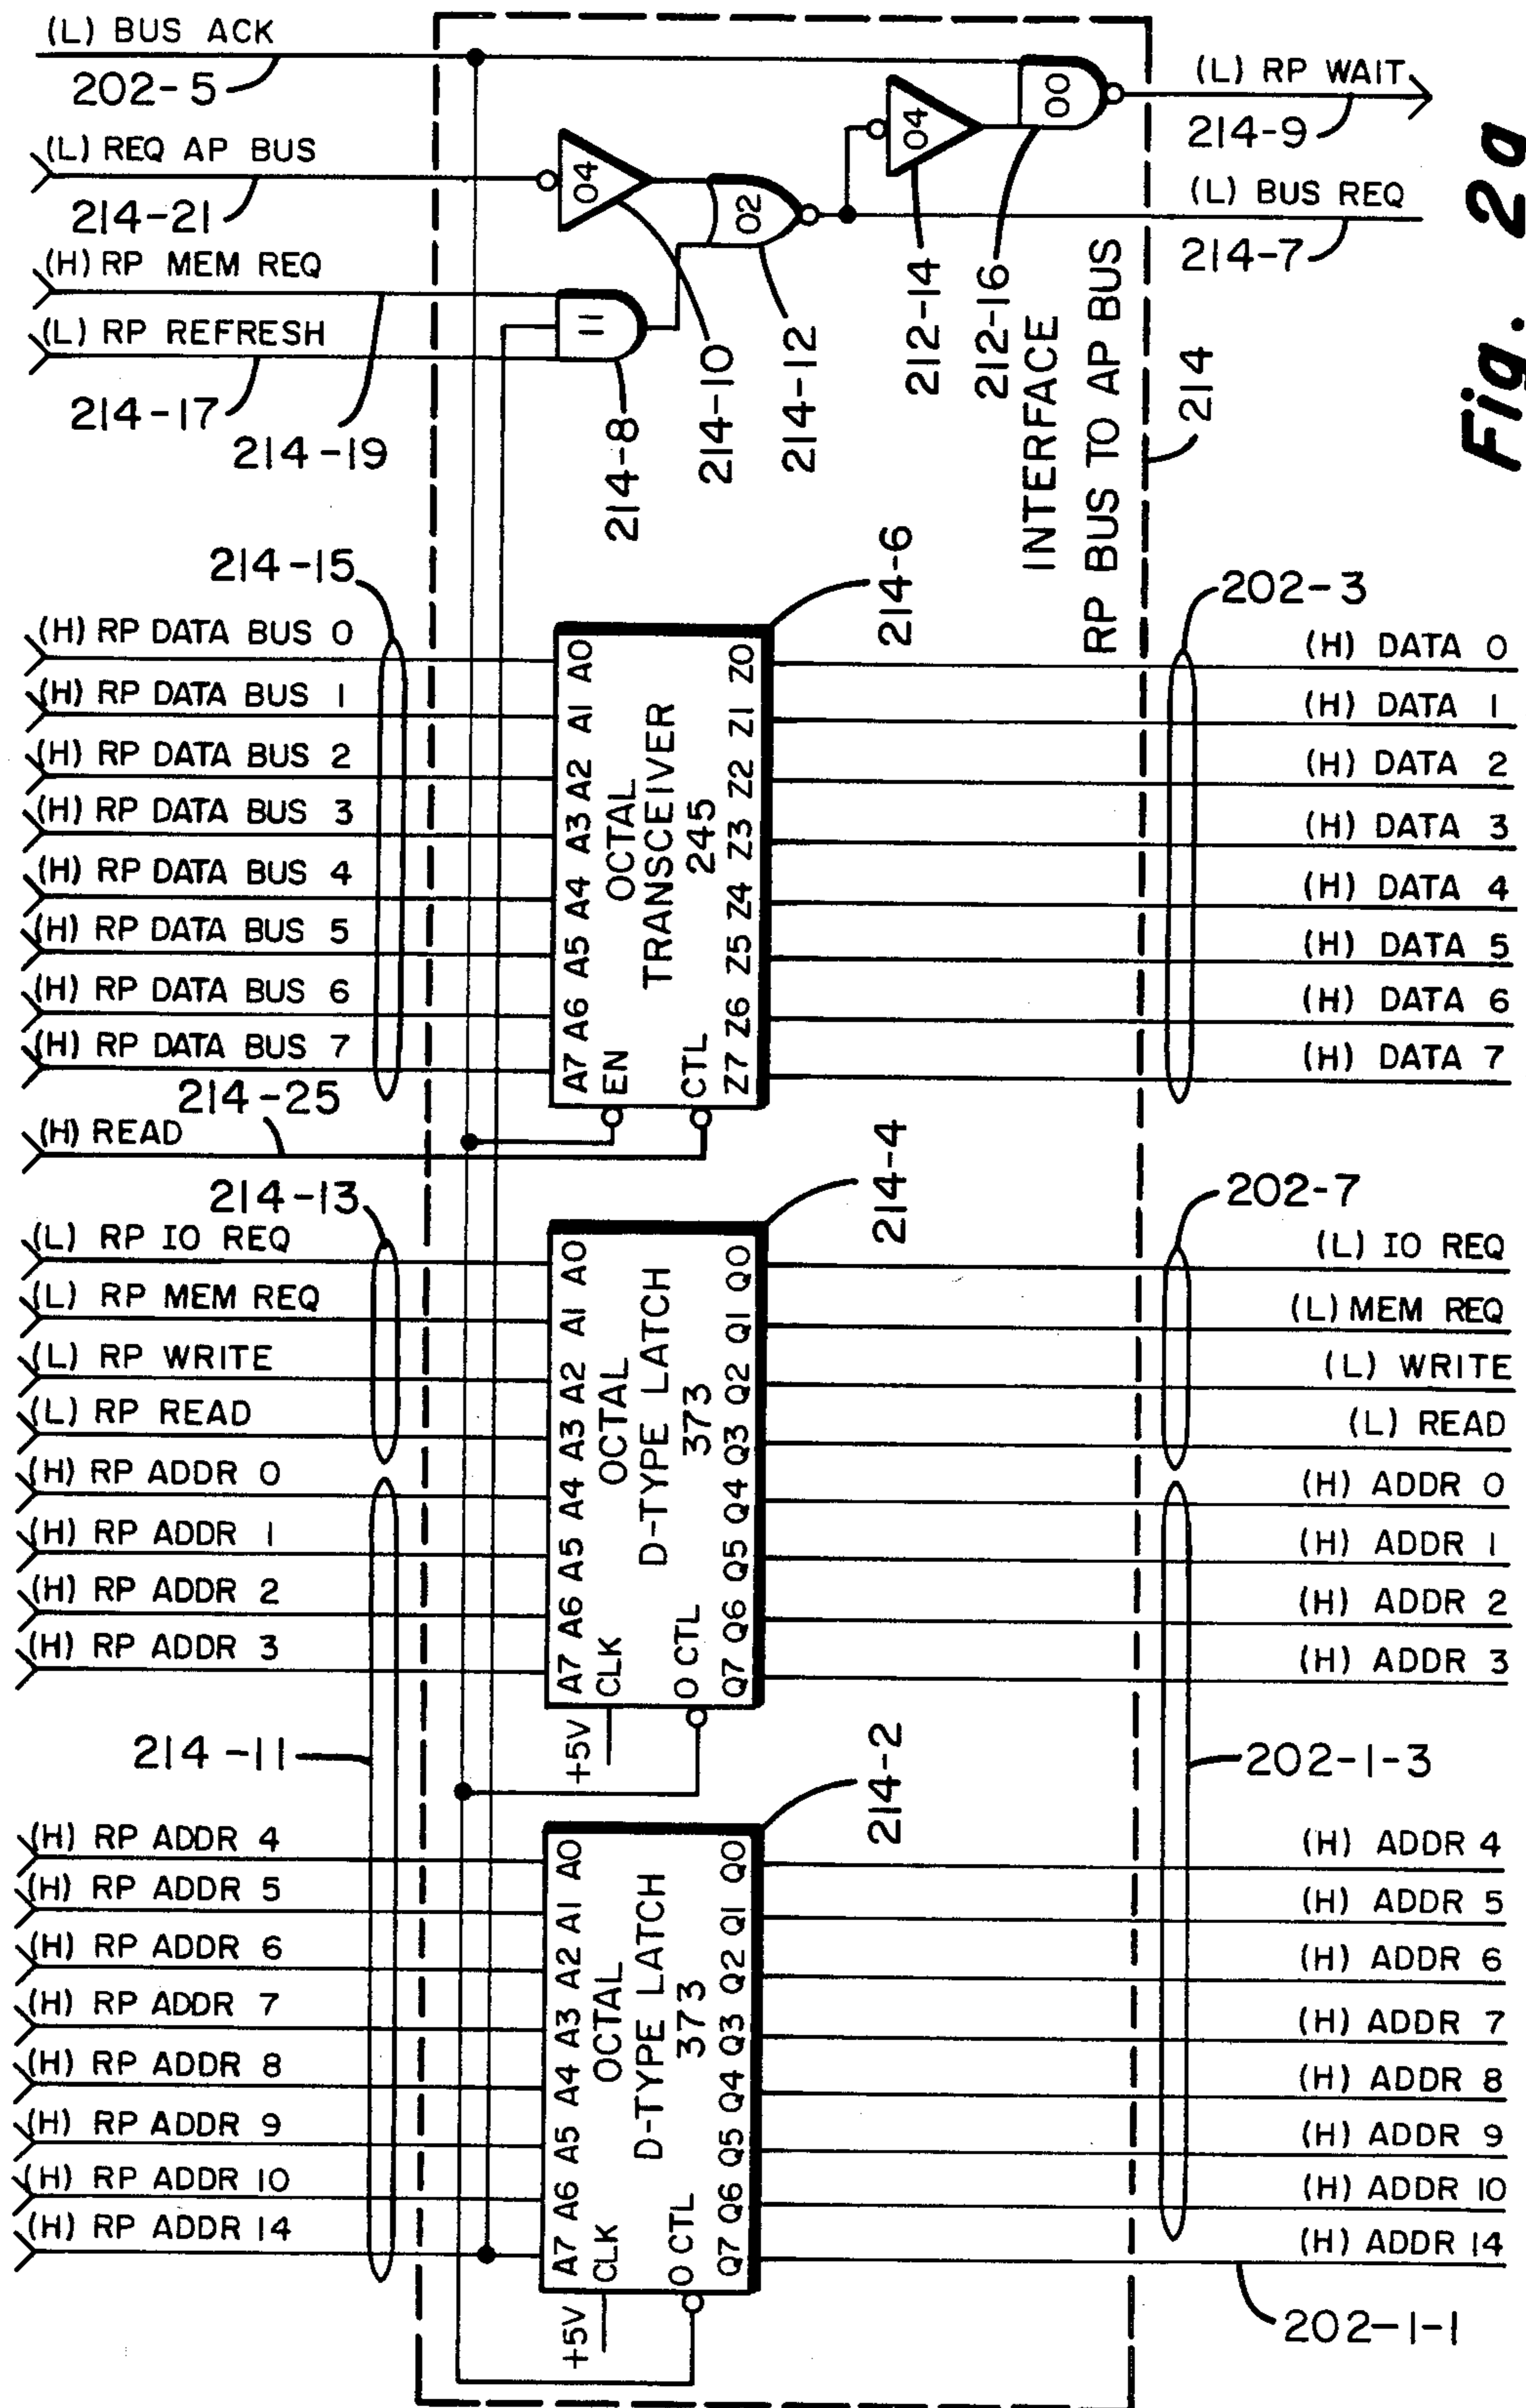 (L) BUS ACK
202-5
(L) REQ AP BUS
214-21
(H) RP MEM REQ
(L) RP REFRESH
214-17
214-19
04
02
11
04
00
214-8
214-10
214-12
212-14
212-16
(L) RP WAIT
214-9
(L) BUS REQ
214-7
INTERFACE
RP BUS TO AP BUS
214
Fig. 2a
214-15
(H) RP DATA BUS 0
(H) RP DATA BUS 1
(H) RP DATA BUS 2
(H) RP DATA BUS 3
(H) RP DATA BUS 4
(H) RP DATA BUS 5
(H) RP DATA BUS 6
(H) RP DATA BUS 7
214-25
(H) READ
A7 A6 A5 A4 A3 A2 A1 A0
EN
OCTAL
TRANSCEIVER
245
CTL
Z7 Z6 Z5 Z4 Z3 Z2 Z1 Z0
214-6
202-3
(H) DATA 0
(H) DATA 1
(H) DATA 2
(H) DATA 3
(H) DATA 4
(H) DATA 5
(H) DATA 6
(H) DATA 7
214-13
(L) RP IO REQ
(L) RP MEM REQ
(L) RP WRITE
(L) RP READ
(H) RP ADDR 0
(H) RP ADDR 1
(H) RP ADDR 2
(H) RP ADDR 3
214-11
A7 A6 A5 A4 A3 A2 A1 A0
CLK
OCTAL
D-TYPE LATCH
373
O CTL
Q7 Q6 Q5 Q4 Q3 Q2 Q1 Q0
+5V
214-4
202-7
(L) IO REQ
(L) MEM REQ
(L) WRITE
(L) READ
(H) ADDR 0
(H) ADDR 1
(H) ADDR 2
(H) ADDR 3
202-1-3
(H) RP ADDR 4
(H) RP ADDR 5
(H) RP ADDR 6
(H) RP ADDR 7
(H) RP ADDR 8
(H) RP ADDR 9
(H) RP ADDR 10
(H) RP ADDR 14
A7 A6 A5 A4 A3 A2 A1 A0
CLK
OCTAL
D-TYPE LATCH
373
O CTL
Q7 Q6 Q5 Q4 Q3 Q2 Q1 Q0
+5V
214-2
(H) ADDR 4
(H) ADDR 5
(H) ADDR 6
(H) ADDR 7
(H) ADDR 8
(H) ADDR 9
(H) ADDR 10
(H) ADDR 14
202-1-1